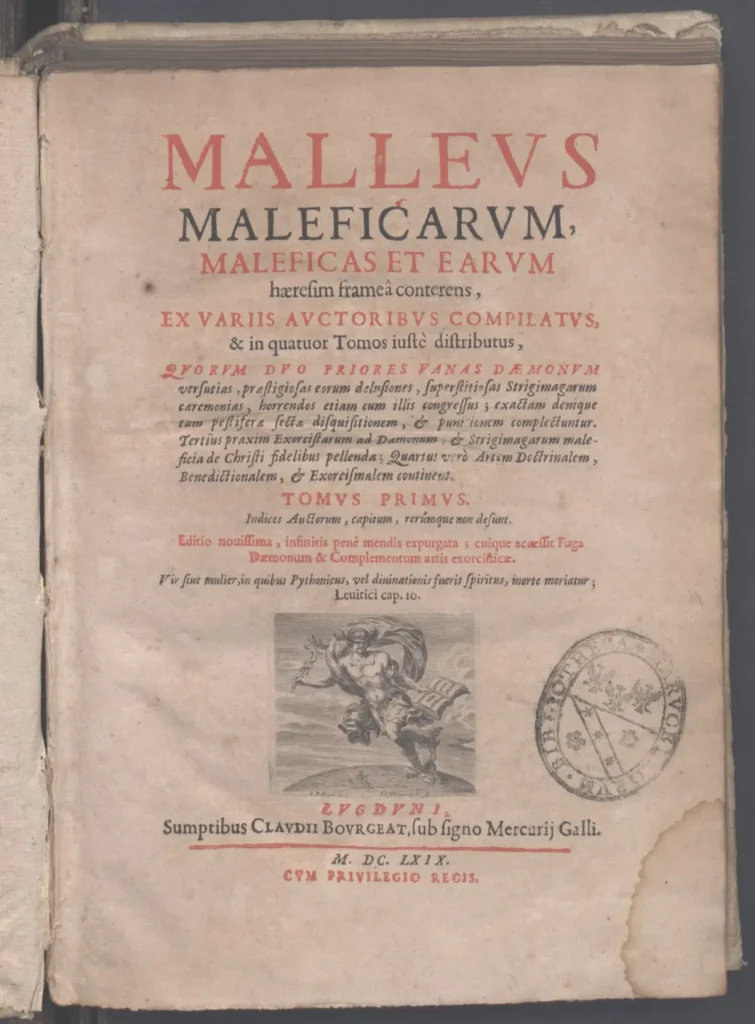 MALLEVS
MALEFICARVM,
MALEFICAS ET EARVM
hæresim frameâ conterens,
EX VARIIS AVCTORIBVS COMPILATVS,
& in quatuor Tomos iustè distributus,
QVORVM DVO PRIORES VANAS DÆMONVM
versutias, præstigiosas eorum delusiones, superstitiosas Strigimagarum
cæremonias, horrendos etiam cum illis congressus; exactam denique
tam pestiferæ sectæ disquisitionem, & punitionem complectuntur.
Tertius praxim Exorcistarum ad Dæmonum, & Strigimagarum male-
ficia de Christi fidelibus pellenda; Quartus verò Artem Doctrinalem,
Benedictionalem, & Exorcismalem continent.
TOMVS PRIMVS.
Indices Auctorum, capitum, rerúmque non desunt.
Editio nouissima, infinitis penè mendis expurgata; cuique accessit Fuga
Dæmonum & Complementum artis exorcisticæ.
Vir siue mulier, in quibus Pythonicus, vel diuinationis fuerit spiritus, morte moriatur;
Leuitici cap. 10.
BIBLIOTHECA
LVGDVNI,
Sumptibus CLAVDII BOVRGEAT, sub signo Mercurij Galli.
M. DC. LXIX.
CVM PRIVILEGIO REGIS.